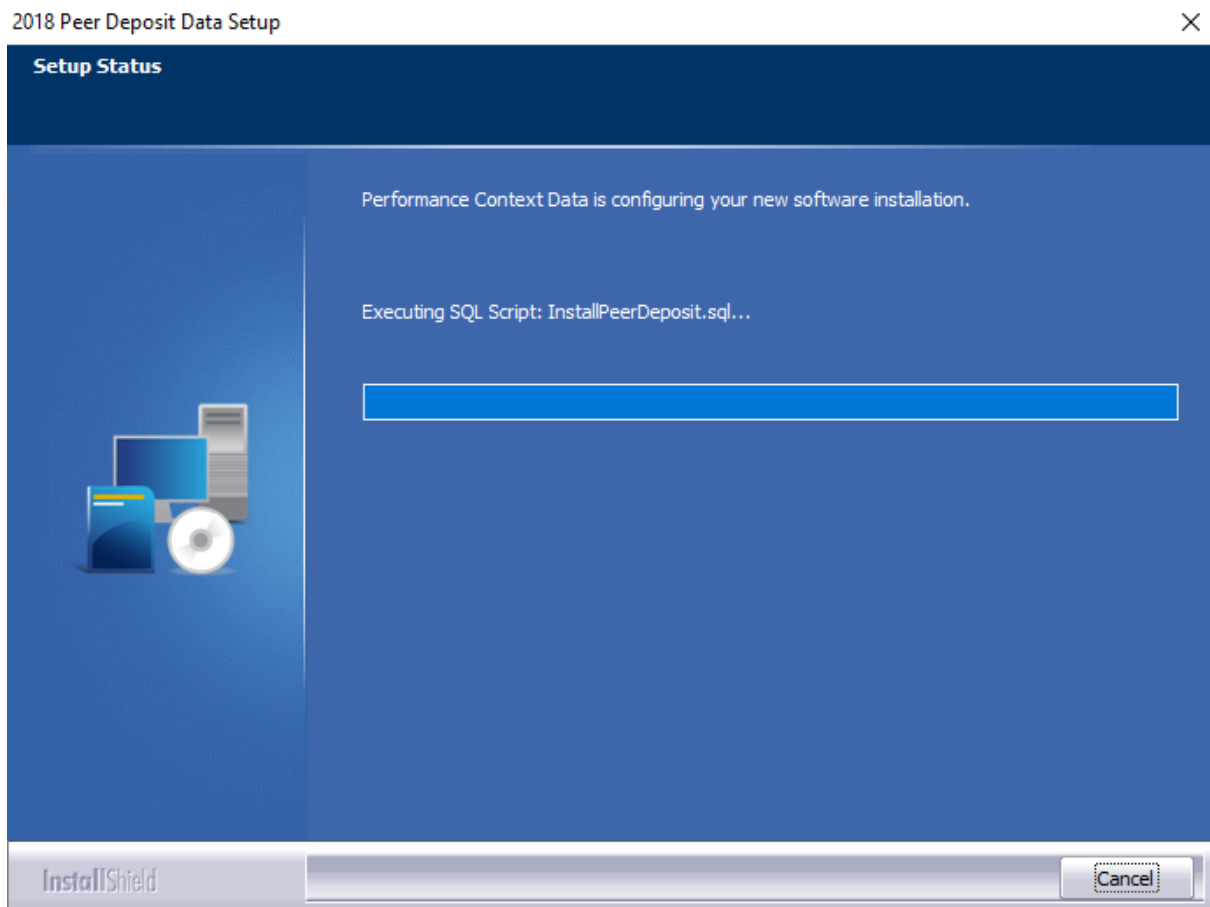 2018 Peer Deposit Data Setup
Setup Status
Performance Context Data is configuring your new software installation.
Executing SQL Script: InstallPeerDeposit.sql...
InstallShield
Cancel